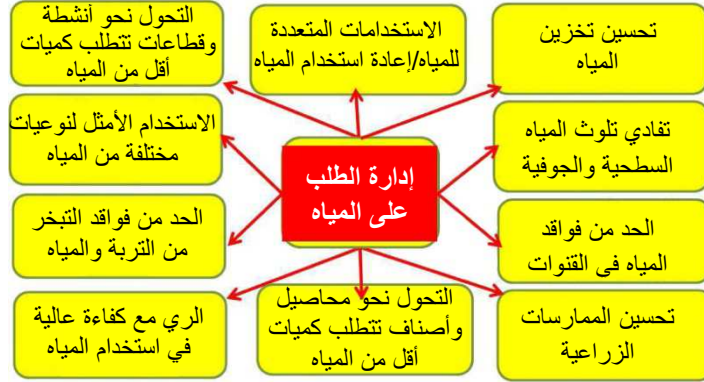 تحسين تخزين
المياه
الاستخدامات المتعددة
للمياه/إعادة استخدام المياه
التحول نحو أنشطة
وقطاعات تتطلب كميات
أقل من المياه
تفادي تلوث المياه
السطحية والجوفية
إدارة الطلب
على المياه
الاستخدام الأمثل لنوعيات
مختلفة من المياه
الحد من فواقد
المياه فى القنوات
الحد من فواقد التبخر
من التربة والمياه
تحسين الممارسات
الزراعية
التحول نحو محاصيل
وأصناف تتطلب كميات
أقل من المياه
الري مع كفاءة عالية
في استخدام المياه